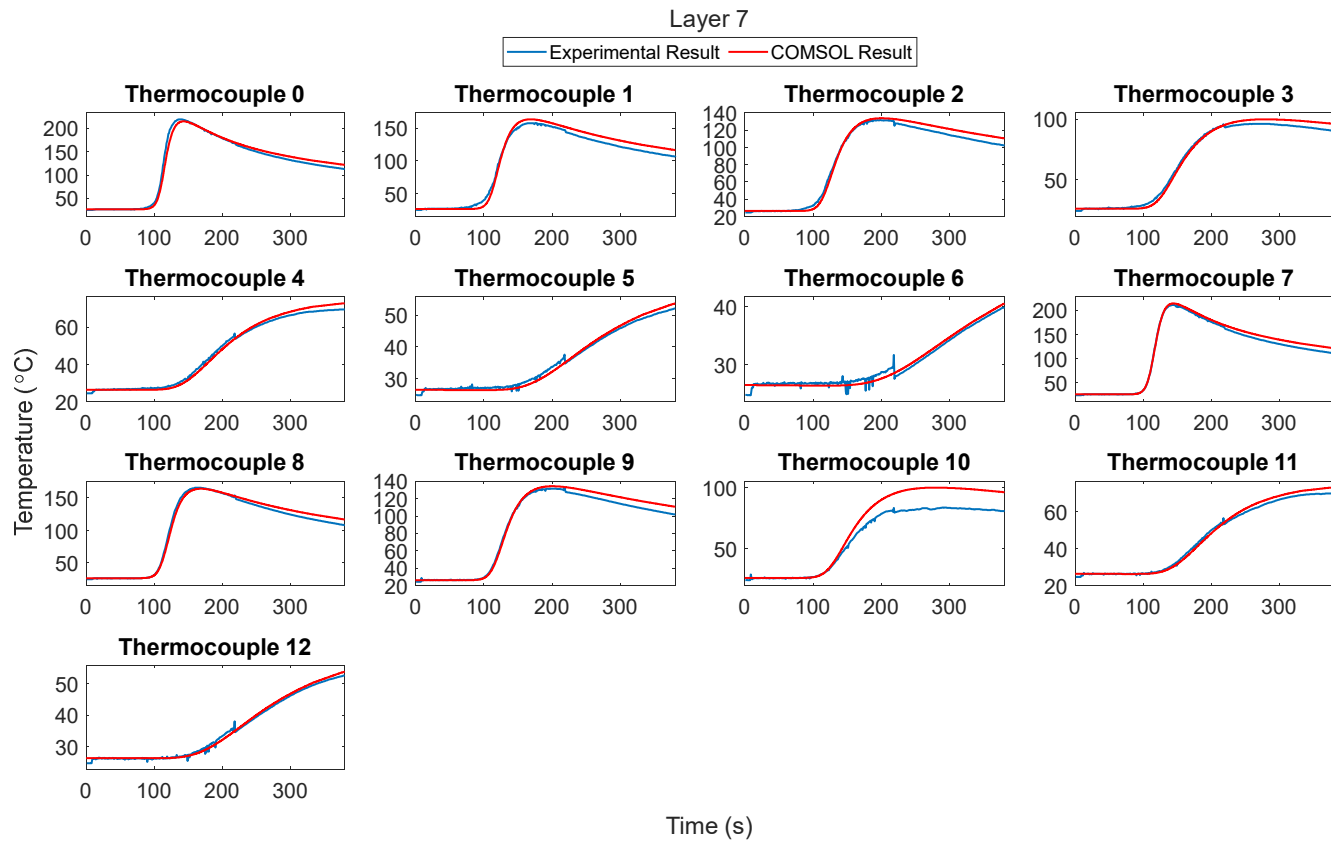 Layer 7
Experimental Result COMSOL Result
Thermocouple 0 Thermocouple 1 Thermocouple 2 Thermocouple 3
200 150 100 50
0 100 200 300
150 100 50
0 100 200 300
140 120 100 80 60 40 20
0 100 200 300
100 50
0 100 200 300
Thermocouple 4 Thermocouple 5 Thermocouple 6 Thermocouple 7
60 40 20
0 100 200 300
50 40 30
0 100 200 300
40 30
0 100 200 300
200 150 100 50
0 100 200 300
Temperature (°C)
Thermocouple 8 Thermocouple 9 Thermocouple 10 Thermocouple 11
150 100 50
0 100 200 300
140 120 100 80 60 40 20
0 100 200 300
100 50
0 100 200 300
60 40 20
0 100 200 300
Thermocouple 12
50 40 30
0 100 200 300
Time (s)